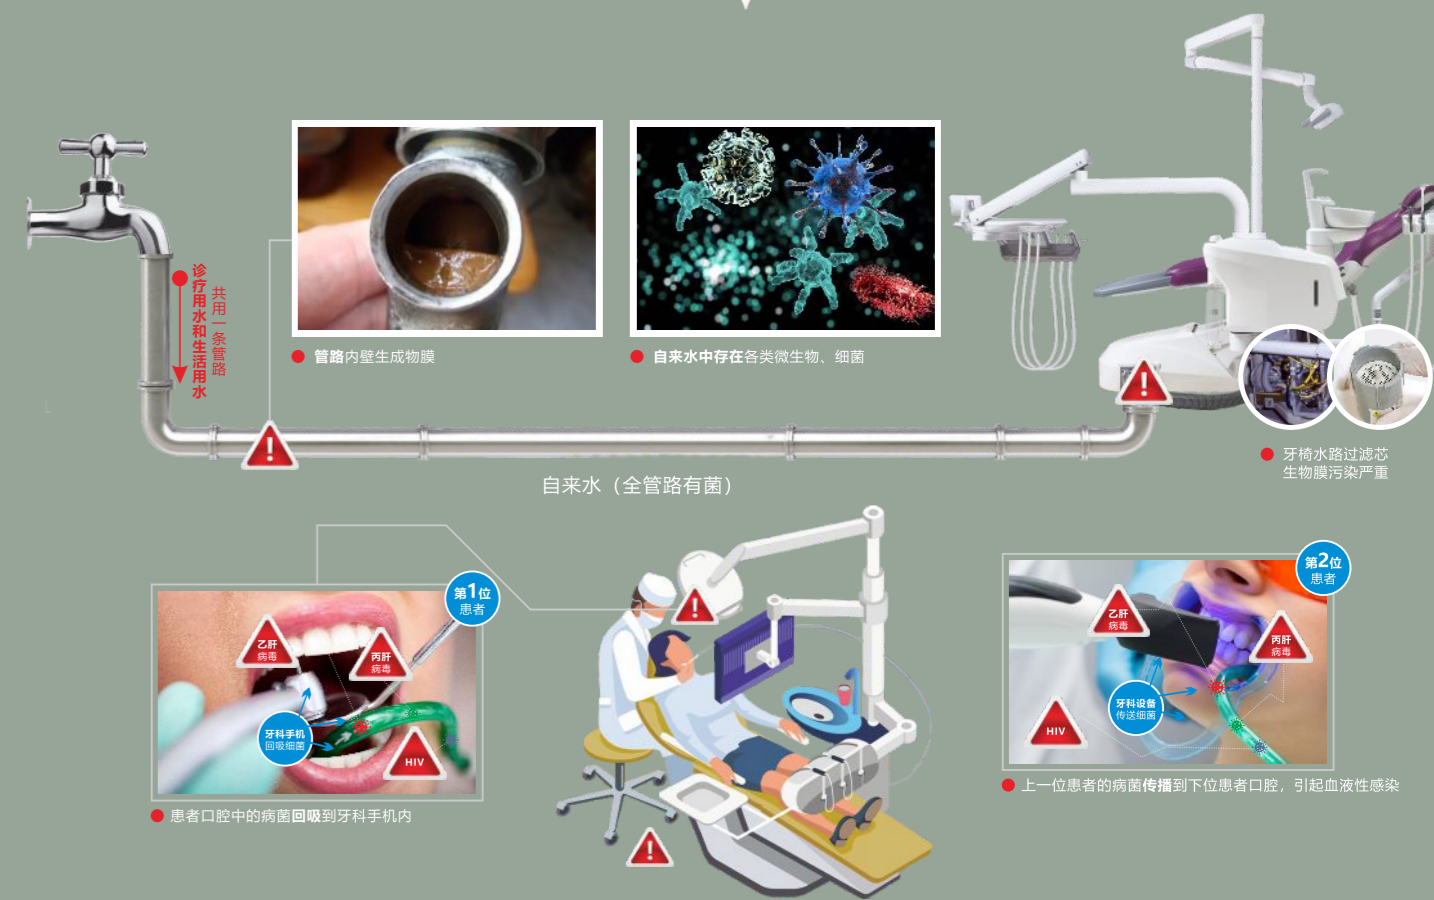 诊疗用水和生活用水
共用一条管路
管路内壁生成物膜
自来水中存在各类微生物、细菌
牙椅水路过滤芯
生物膜污染严重
自来水（全管路有菌）
第1位
患者
乙肝
病毒
丙肝
病毒
牙科手机
回吸细菌
HIV
患者口腔中的病菌回吸到牙科手机内
第2位
患者
乙肝
病毒
丙肝
病毒
牙科设备
传送细菌
HIV
上一位患者的病菌传播到下位患者口腔，引起血液性感染